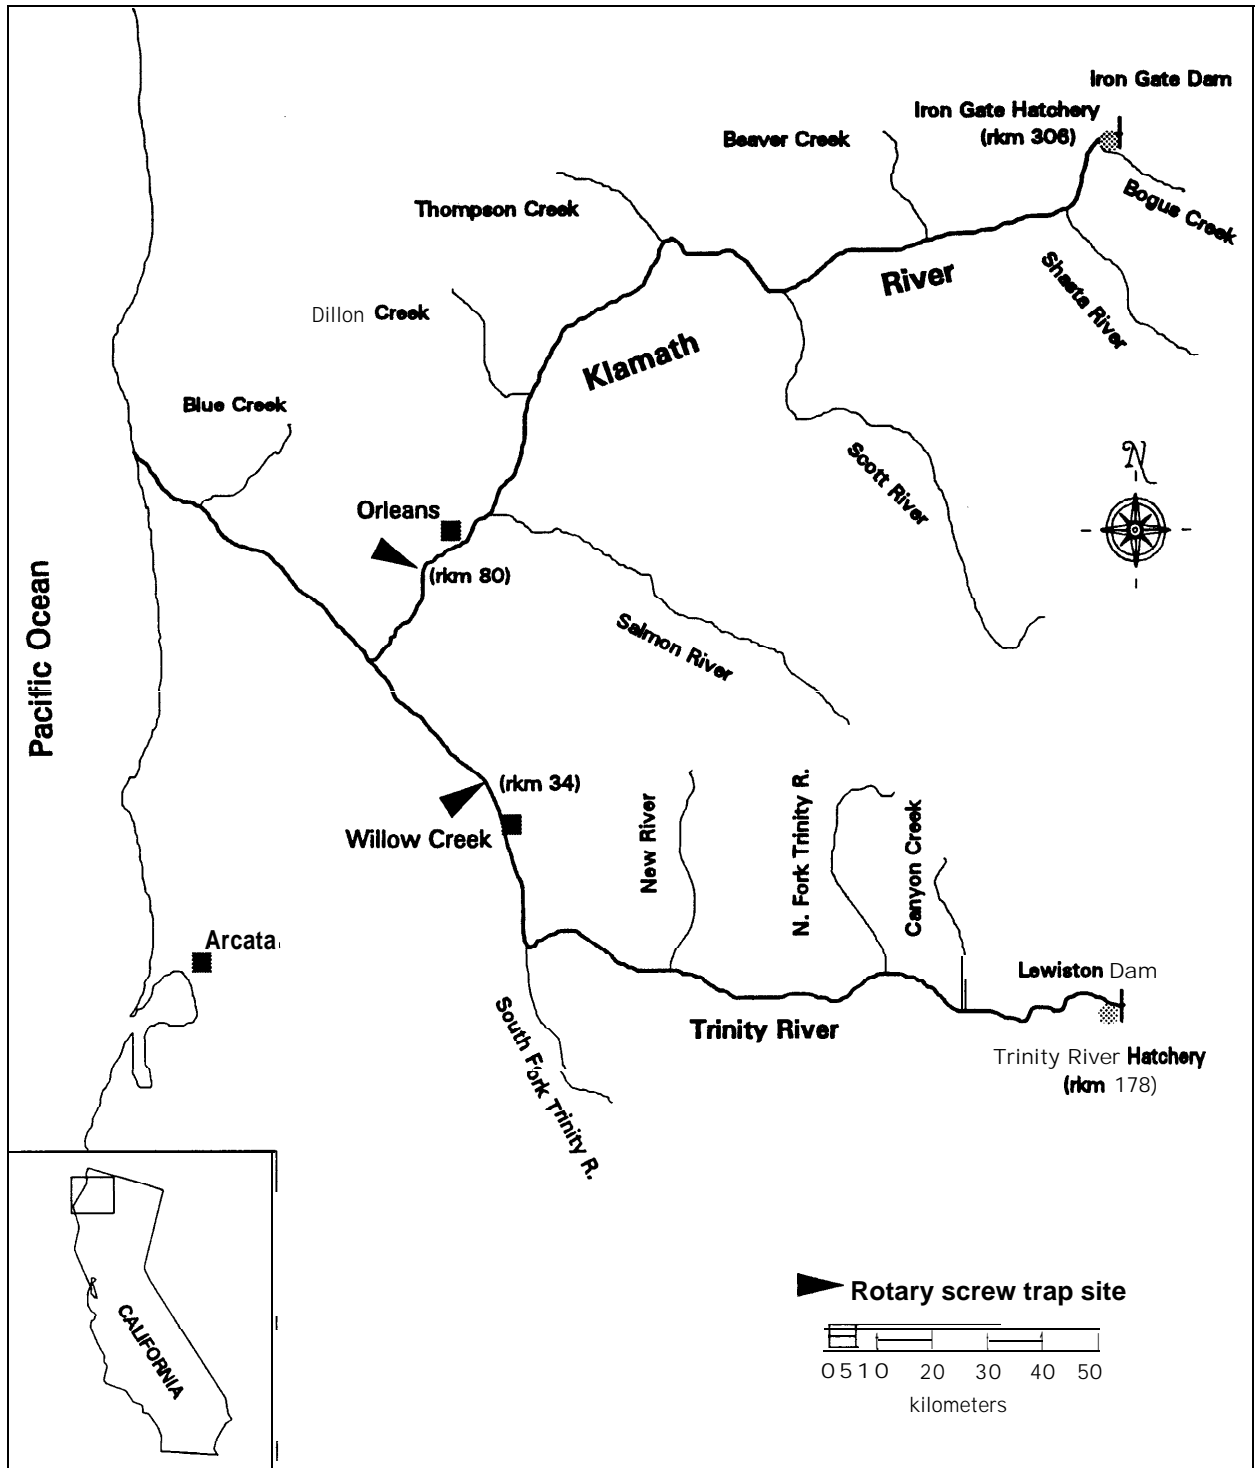 Iron Gate Dam
Iron Gate Hatchery
(rkm 306)
Beaver Creek
Bogus Creek
Thompson Creek
River
Shasta River
Dillon Creek
Klamath
Blue Creek
N
Scott River
Orleans
(rkm 80)
Pacific Ocean
Salmon River
(rkm 34)
Willow Creek
New River
N. Fork Trinity R.
Canyon Creek
Arcata
Lewiston Dam
South Fork Trinity R.
Trinity River
Trinity River Hatchery
(rkm 178)
CALIFORNIA
Rotary screw trap site
0 5 10 20 30 40 50
kilometers